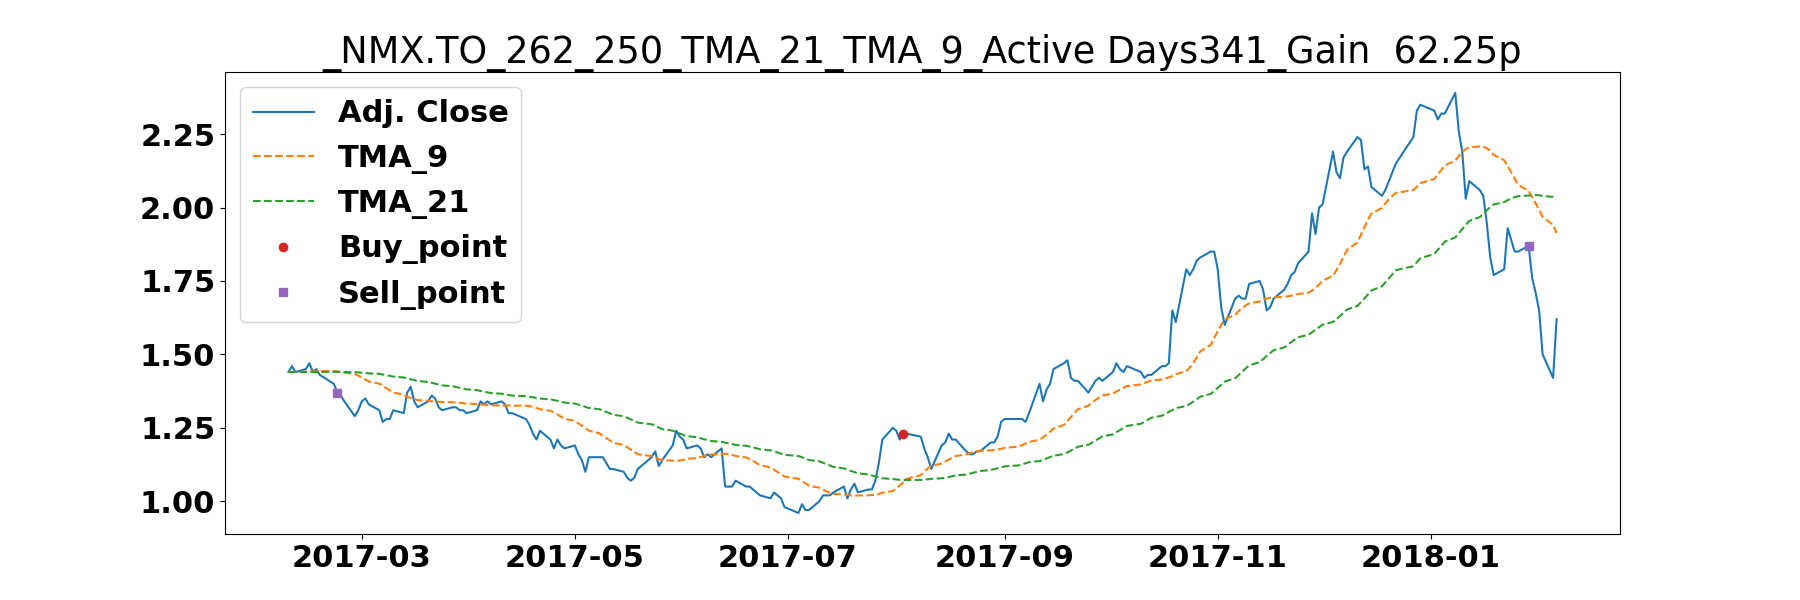 _NMX.TO_262_250_TMA_21_TMA_9_Active Days341_Gain  62.25p
Adj. Close
TMA_9
TMA_21
Buy_point
Sell_point
2.25
2.00
1.75
1.50
1.25
1.00
2017-03 2017-05 2017-07 2017-09 2017-11 2018-01